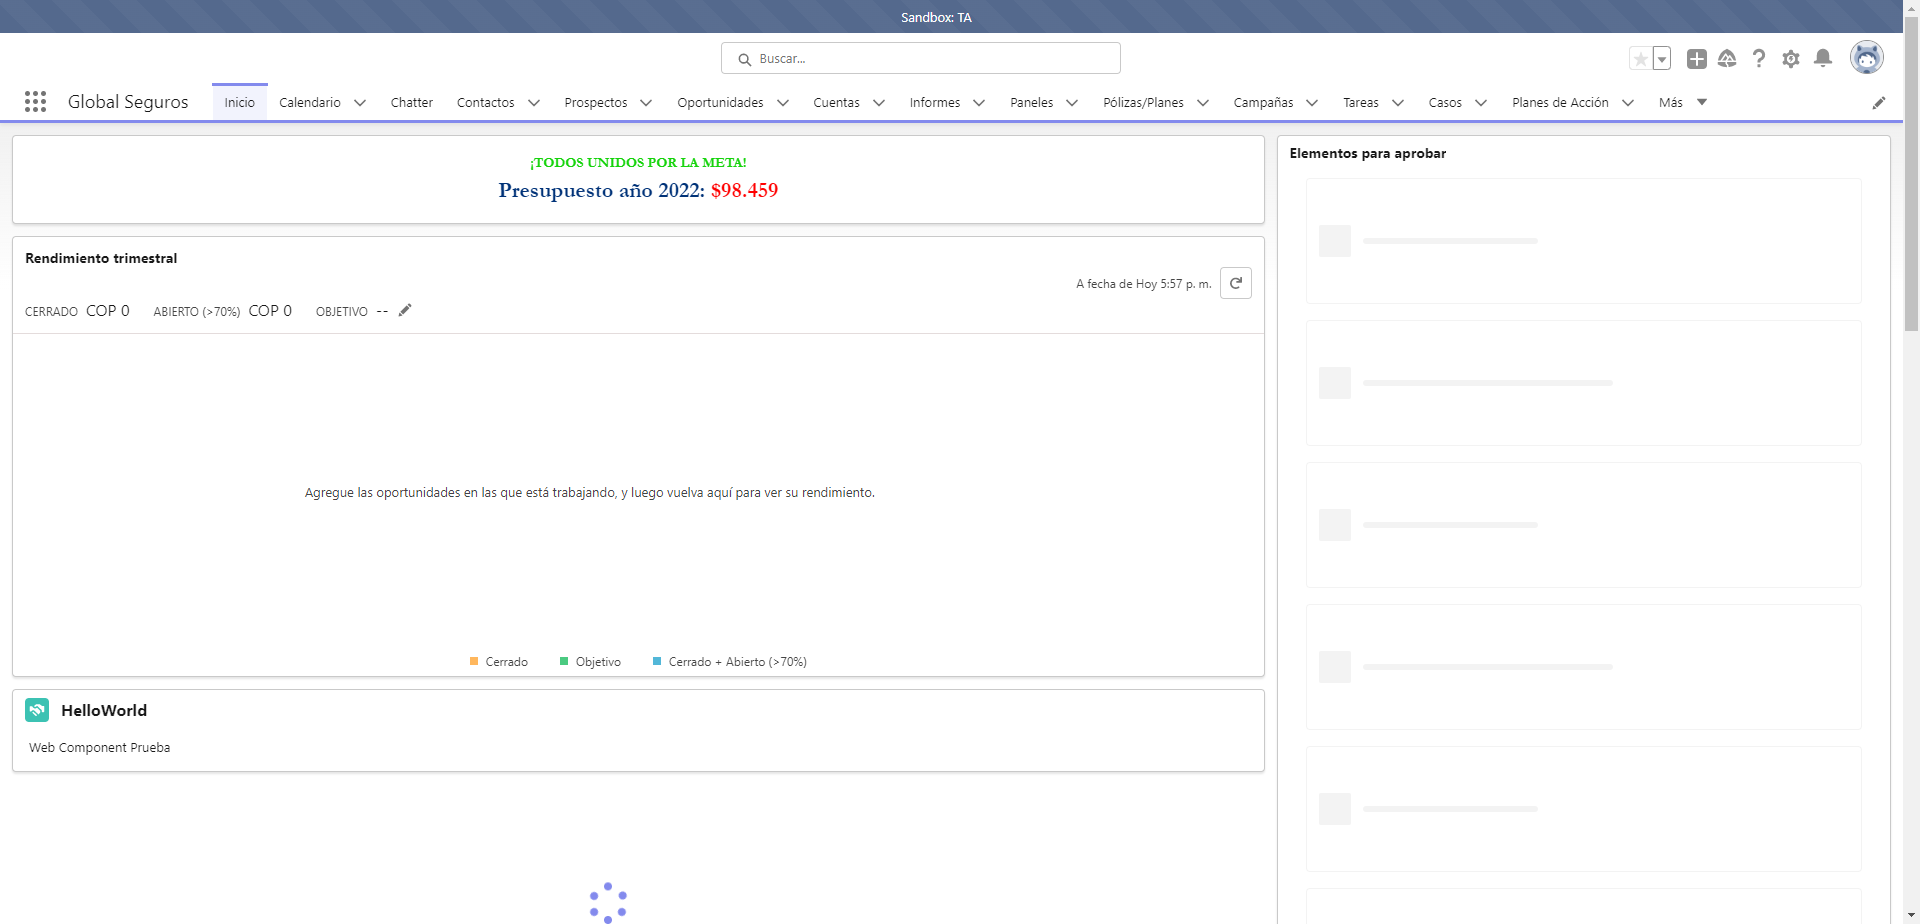 Sandbox: TA
Buscar...
Global Seguros
Inicio
Calendario
Chatter
Contactos
Prospectos
Oportunidades
Cuentas
Informes
Paneles
Pólizas/Planes
Campañas
Tareas
Casos
Planes de Acción
Más
¡TODOS UNIDOS POR LA META!
Presupuesto año 2022: $98.459
Rendimiento trimestral
A fecha de Hoy 5:57 p. m.
CERRADO COP 0 ABIERTO (>70%) COP 0 OBJETIVO --
Agregue las oportunidades en las que está trabajando, y luego vuelva aquí para ver su rendimiento.
Cerrado Objetivo Cerrado + Abierto (>70%)
HelloWorld
Web Component Prueba
Elementos para aprobar